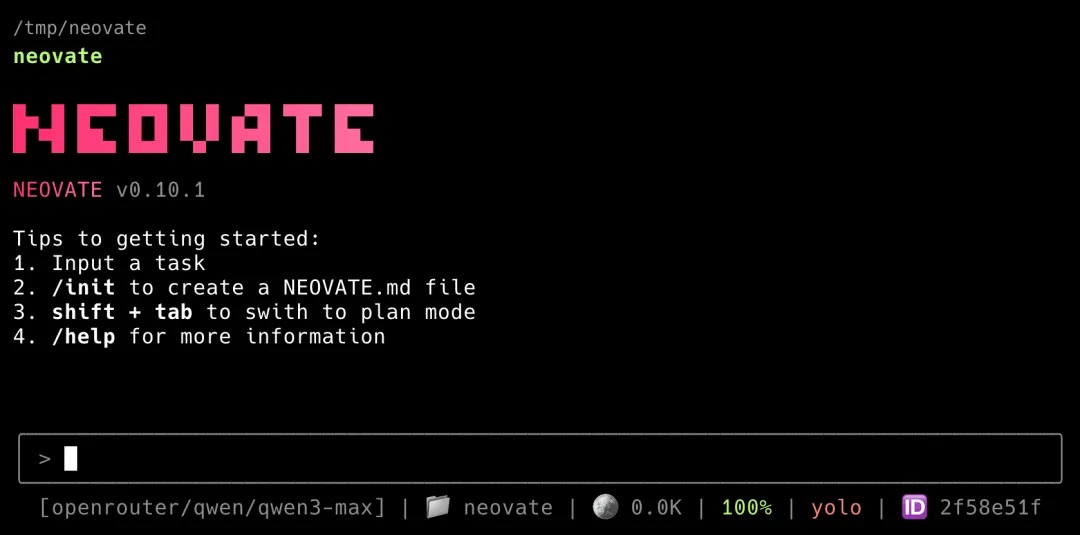 /tmp/neovate
neovate
NEOVATE
NEOVATE v0.10.1
Tips to getting started:
1. Input a task
2. /init to create a NEOVATE.md file
3. shift + tab to swith to plan mode
4. /help for more information
>
[openrouter/qwen/qwen3-max] | 📁 neovate | 🌕 0.0K | 100% | yolo | 🆔 2f58e51f